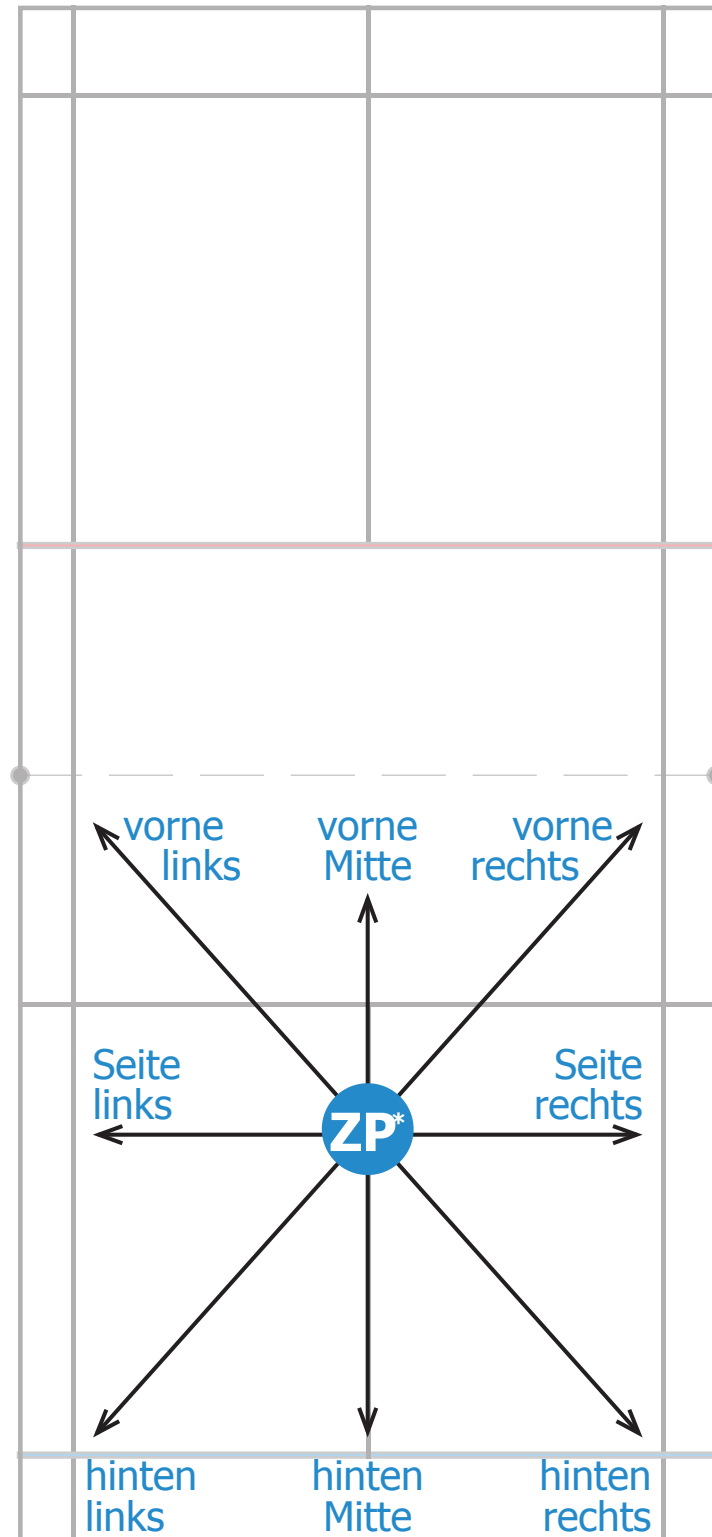 vorne
links
vorne
Mitte
vorne
rechts
Seite
links
Seite
rechts
ZP*
hinten
links
hinten
Mitte
hinten
rechts